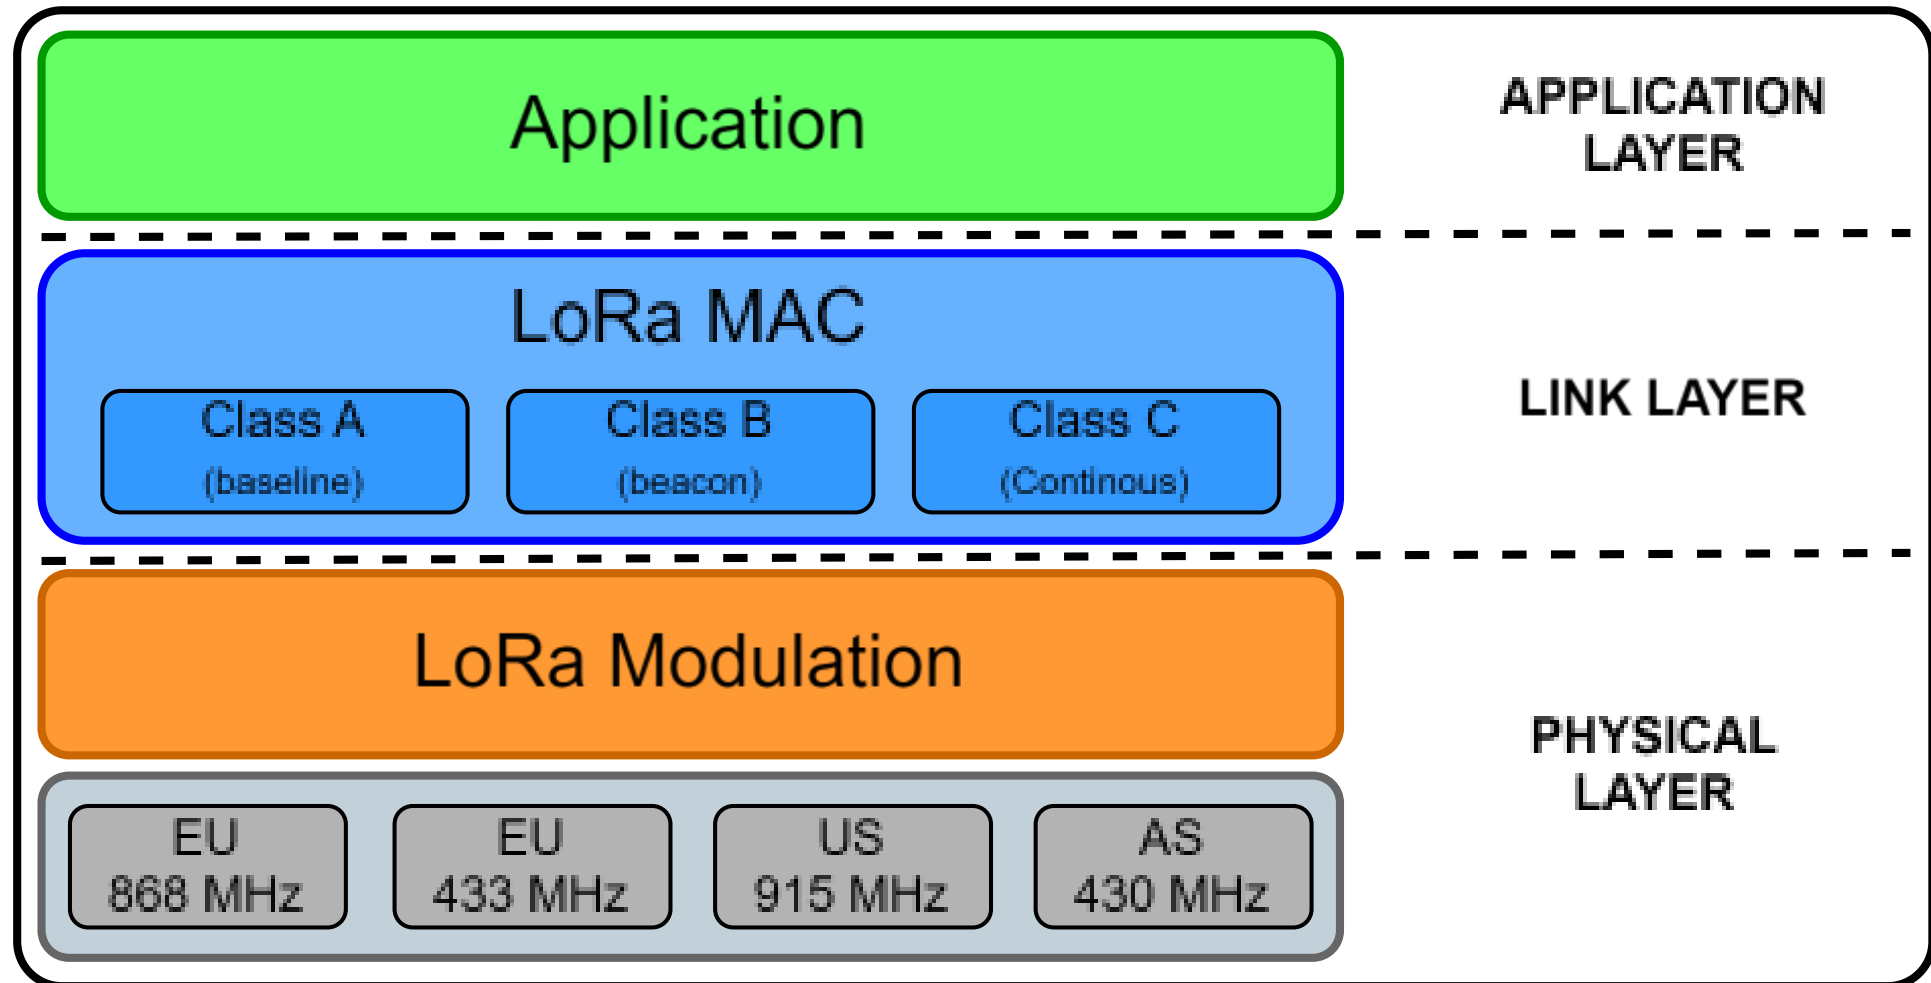 Application
APPLICATION
LAYER
LoRa MAC
Class A
(baseline)
Class B
(beacon)
Class C
(Continous)
LINK LAYER
LoRa Modulation
PHYSICAL
LAYER
EU
868 MHz
EU
433 MHz
US
915 MHz
AS
430 MHz